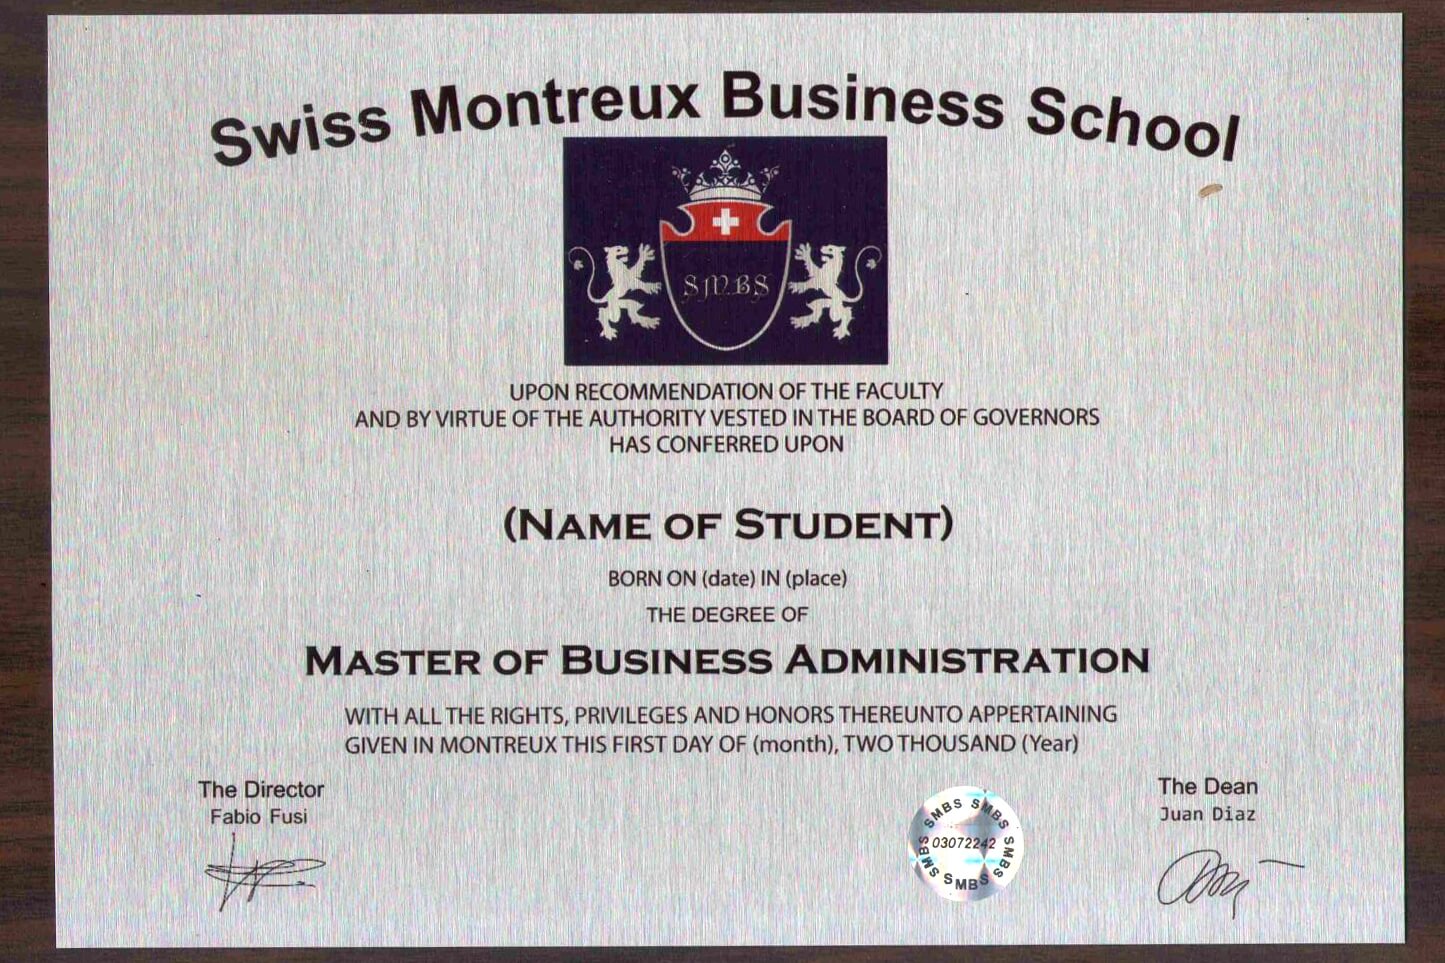 Swiss Montreux Business School
SMBS
UPON RECOMMENDATION OF THE FACULTY
AND BY VIRTUE OF THE AUTHORITY VESTED IN THE BOARD OF GOVERNORS
HAS CONFERRED UPON
(NAME OF STUDENT)
BORN ON (date) IN (place)
THE DEGREE OF
MASTER OF BUSINESS ADMINISTRATION
WITH ALL THE RIGHTS, PRIVILEGES AND HONORS THEREUNTO APPERTAINING
GIVEN IN MONTREUX THIS FIRST DAY OF (month), TWO THOUSAND (Year)
The Director
Fabio Fusi
SMBS SMBS SMBS SMBS SMBS
03072242
The Dean
Juan Diaz